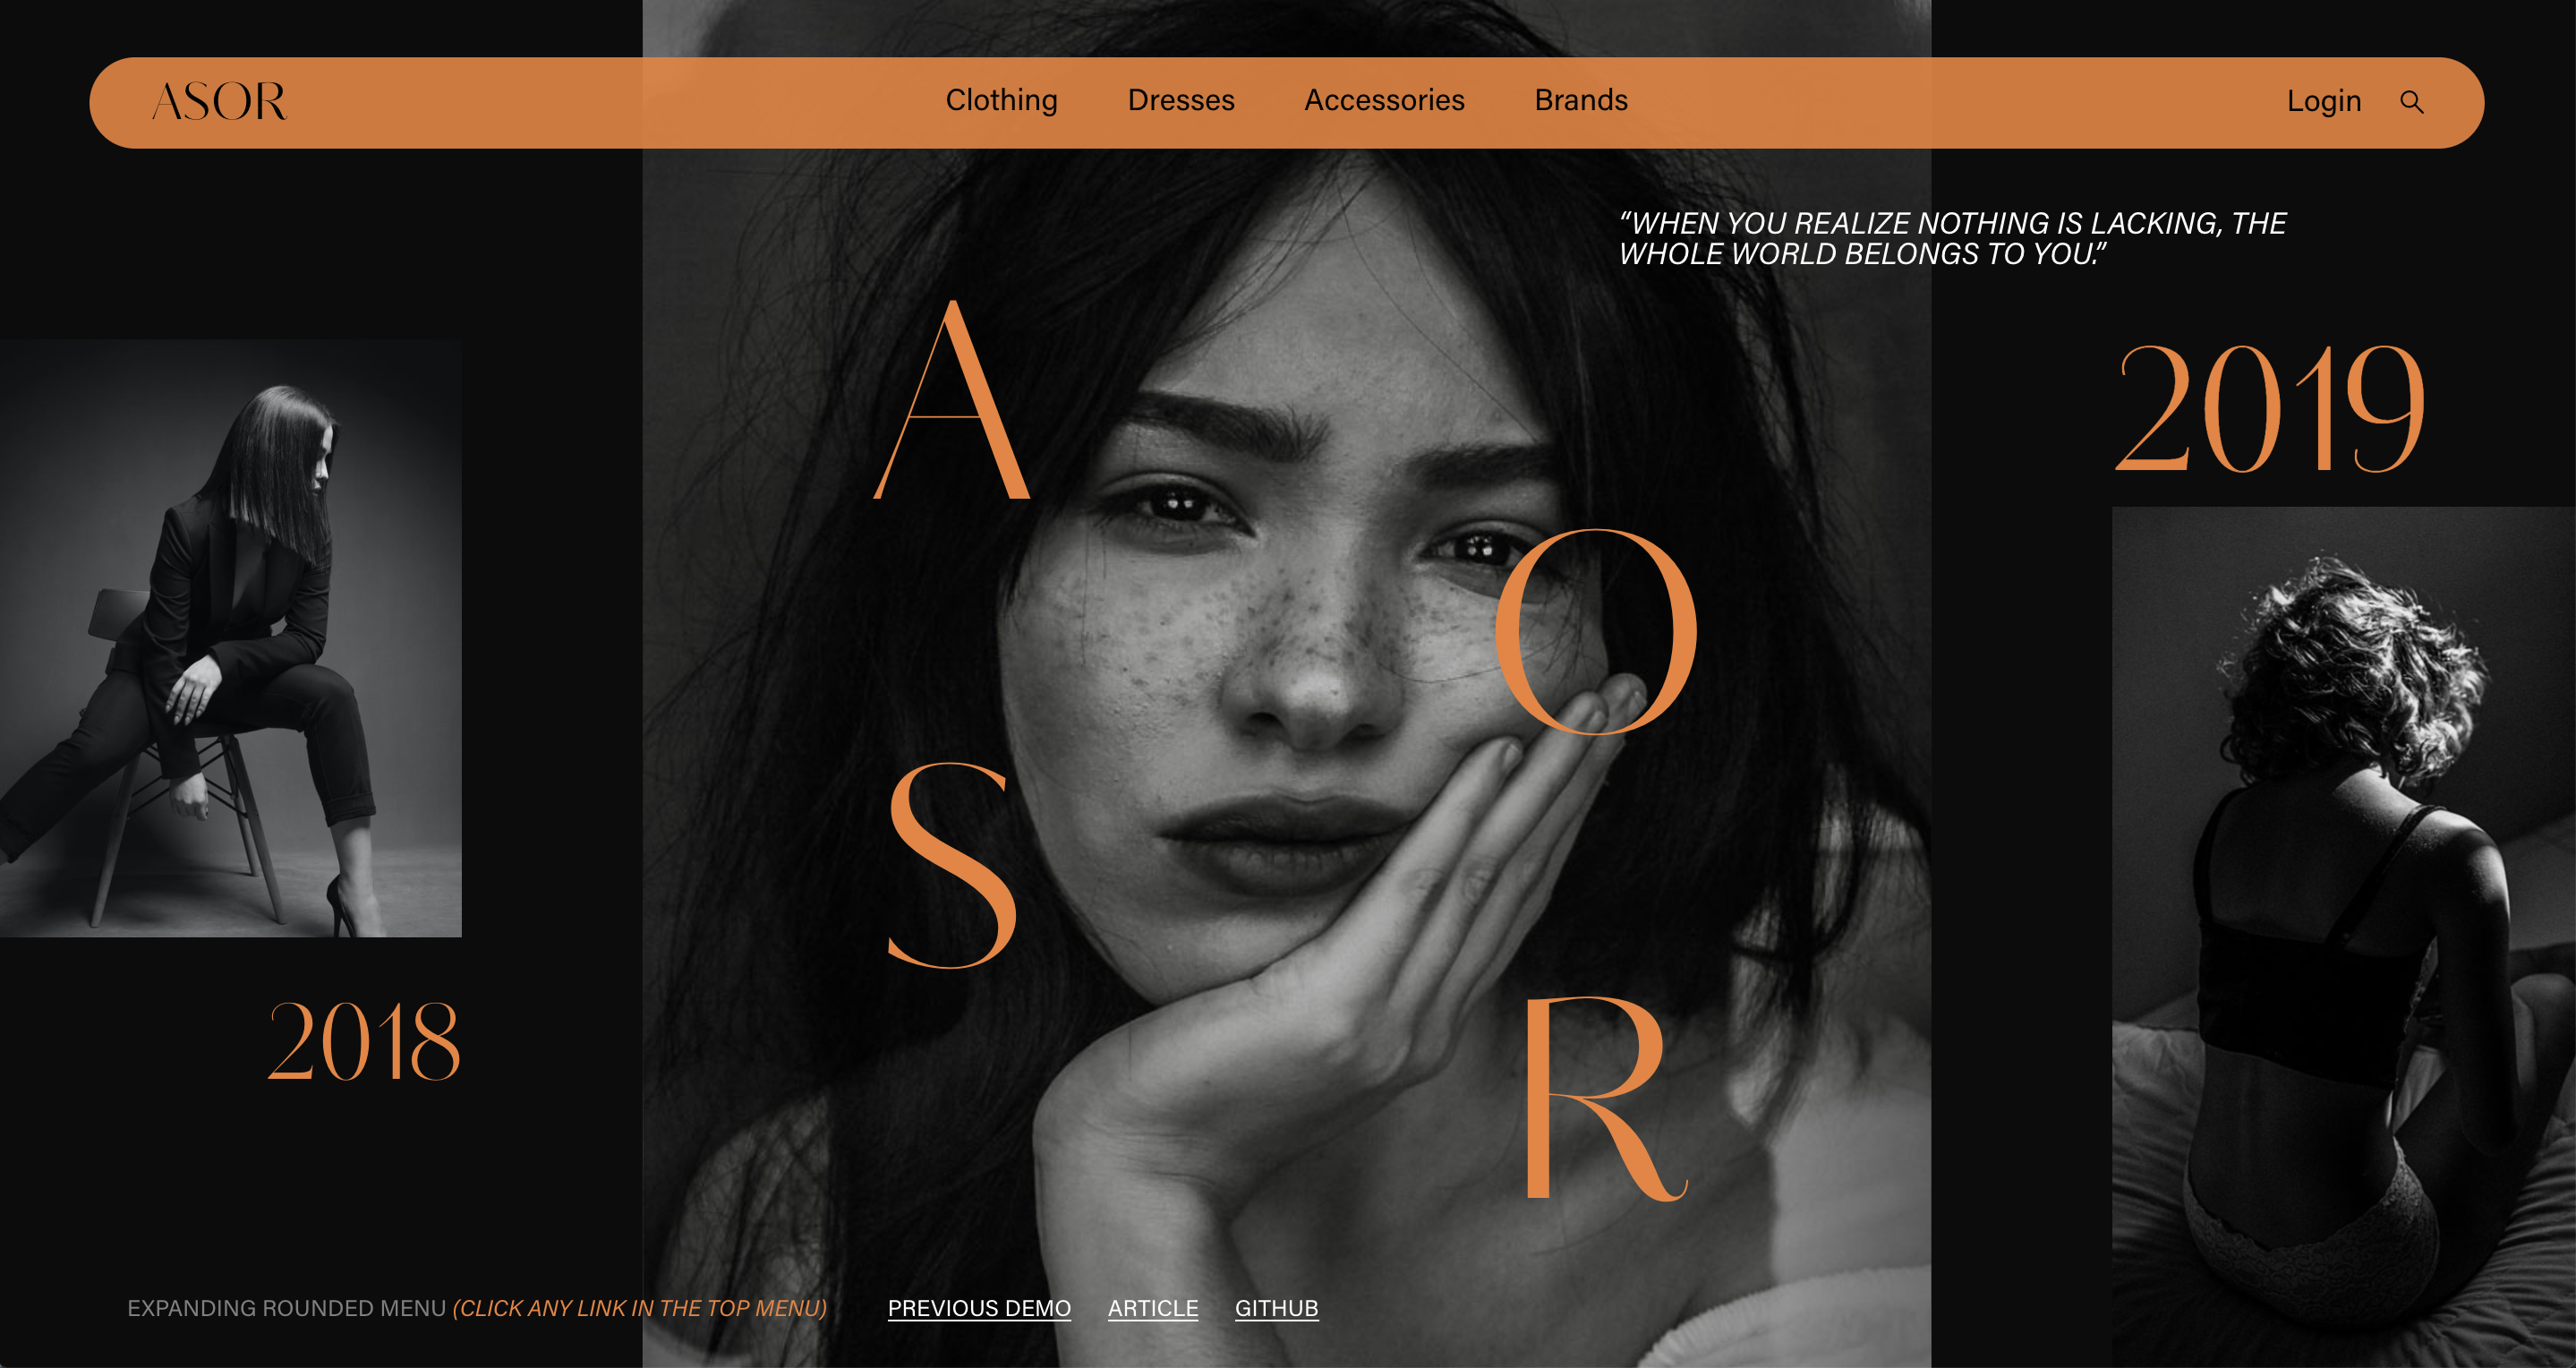 ASOR
Clothing Dresses Accessories Brands
Login
“WHEN YOU REALIZE NOTHING IS LACKING, THE
WHOLE WORLD BELONGS TO YOU.”
A
S
O
R
2018
2019
EXPANDING ROUNDED MENU (CLICK ANY LINK IN THE TOP MENU)
PREVIOUS DEMO ARTICLE GITHUB